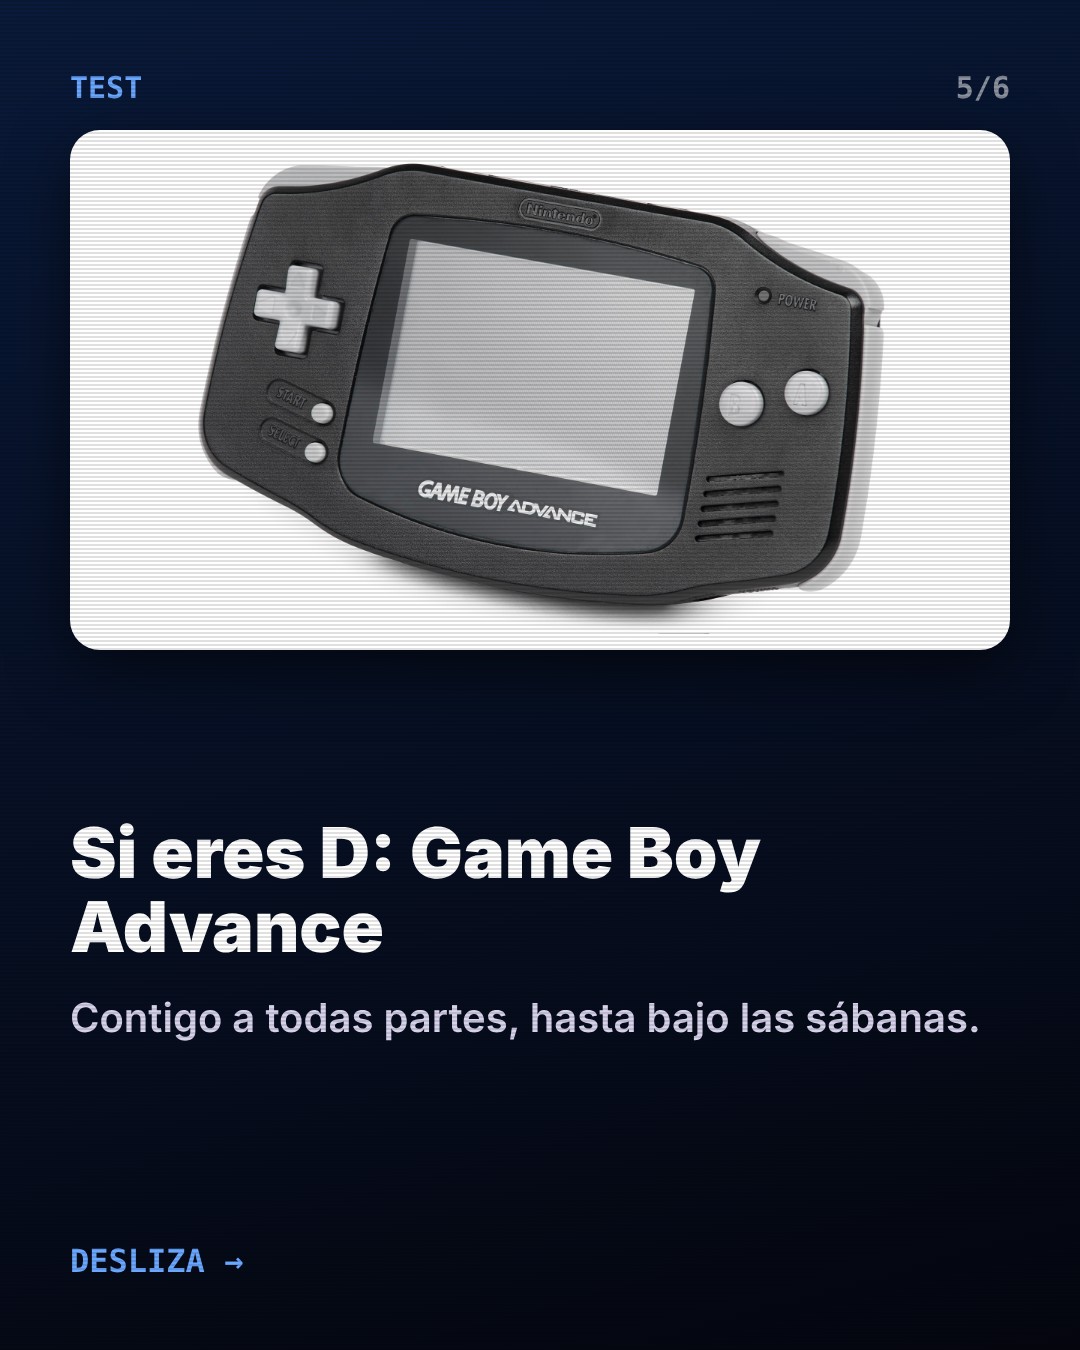 TEST
5/6
Nintendo
POWER
START
SELECT
B
A
GAME BOY ADVANCE
Si eres D: Game Boy
Advance
Contigo a todas partes, hasta bajo las sábanas.
DESLIZA →